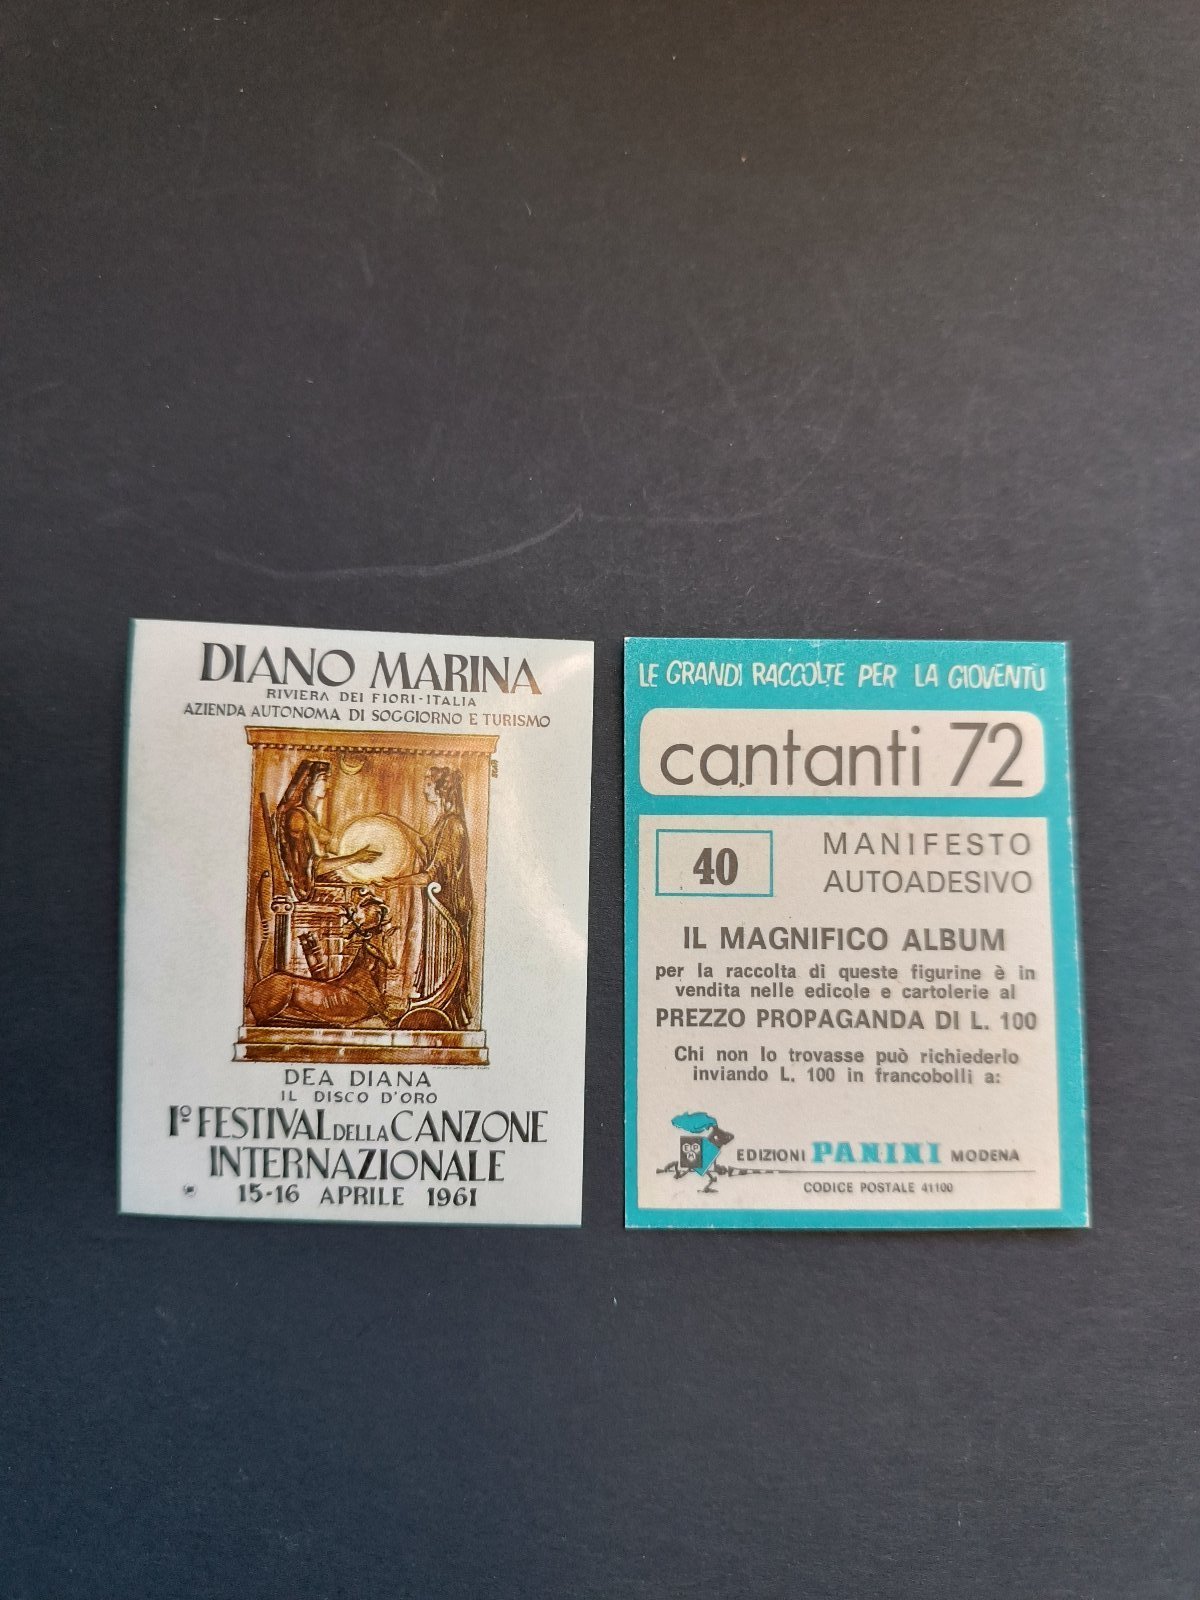 DIANO MARINA
RIVIERA DEI FIORI-ITALIA
AZIENDA AUTONOMA DI SOGGIORNO E TURISMO
DEA DIANA
IL DISCO D'ORO
Iº FESTIVAL DELLA CANZONE
INTERNAZIONALE
15-16 APRILE 1961
LE GRANDI RACCOLTE PER LA GIOVENTÙ
cantanti 72
40
MANIFESTO
AUTOADESIVO
IL MAGNIFICO ALBUM
per la raccolta di queste figurine è in
vendita nelle edicole e cartolerie al
PREZZO PROPAGANDA DI L. 100
Chi non lo trovasse può richiederlo
inviando L. 100 in francobolli a:
EDIZIONI PANINI MODENA
CODICE POSTALE 41100